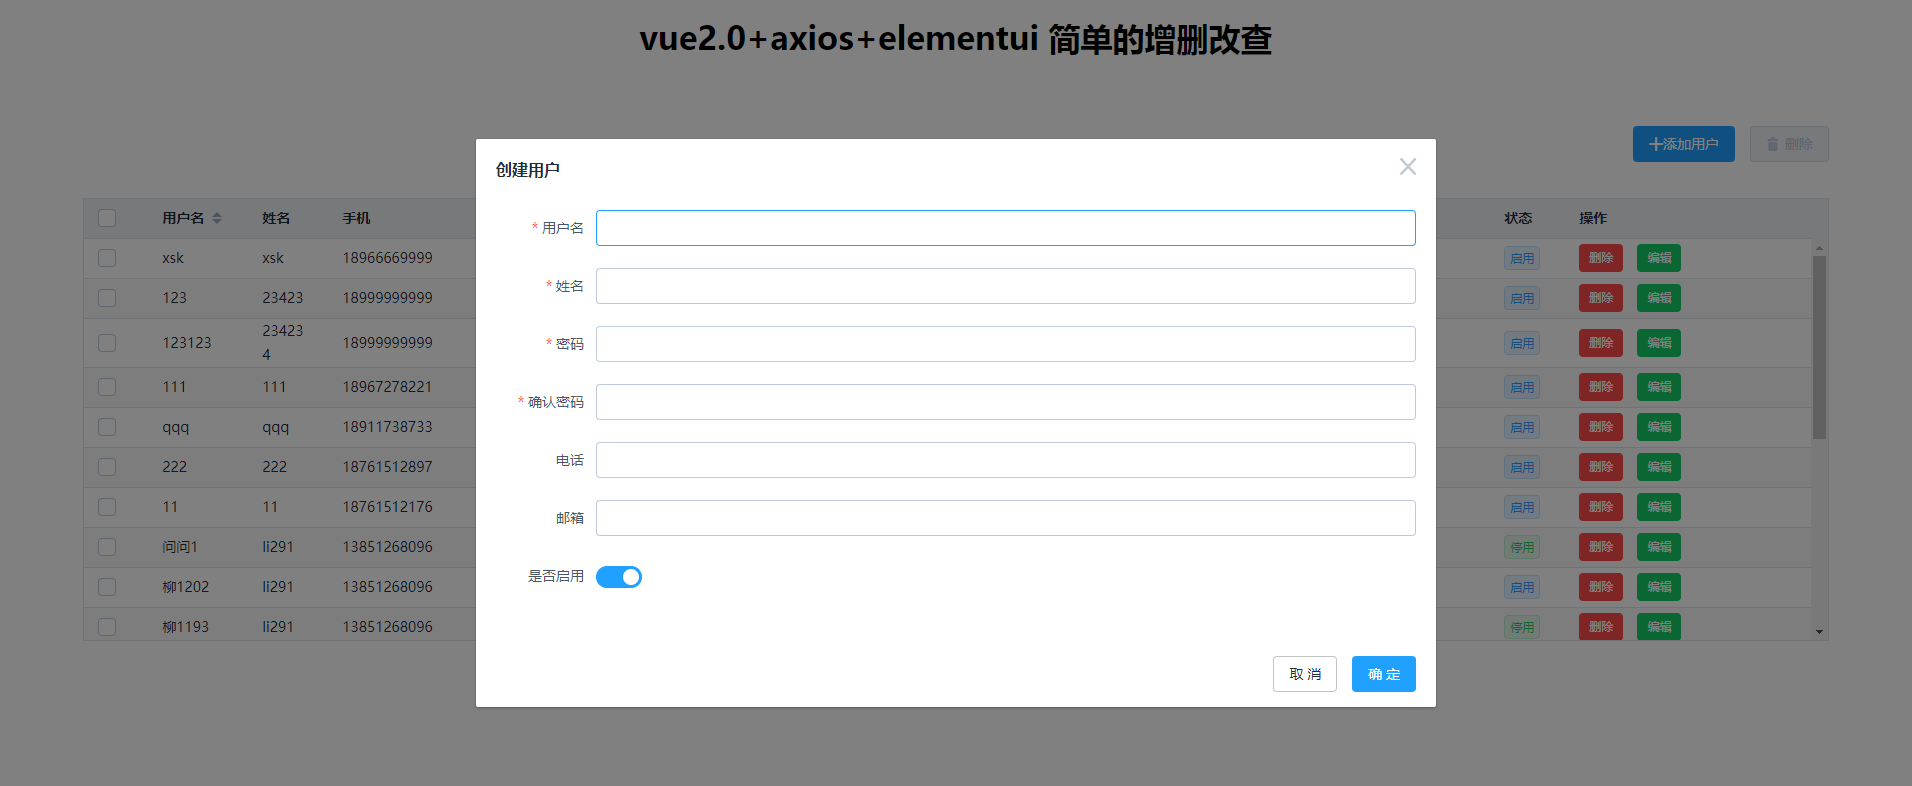 vue2.0+axios+elementui 简单的增删改查
添加用户 删除
创建用户
* 用户名
* 姓名
* 密码
* 确认密码
电话
邮箱
是否启用
取 消 确 定
用户名 姓名 手机 状态 操作
xsk xsk 18966669999 启用 删除 编辑
123 23423 18999999999 启用 删除 编辑
123123 23423 18999999999 启用 删除 编辑
4
111 111 18967278221 启用 删除 编辑
qqq qqq 18911738733 启用 删除 编辑
222 222 18761512897 启用 删除 编辑
11 11 18761512176 启用 删除 编辑
问问1 li291 13851268096 停用 删除 编辑
柳1202 li291 13851268096 启用 删除 编辑
柳1193 li291 13851268096 停用 删除 编辑